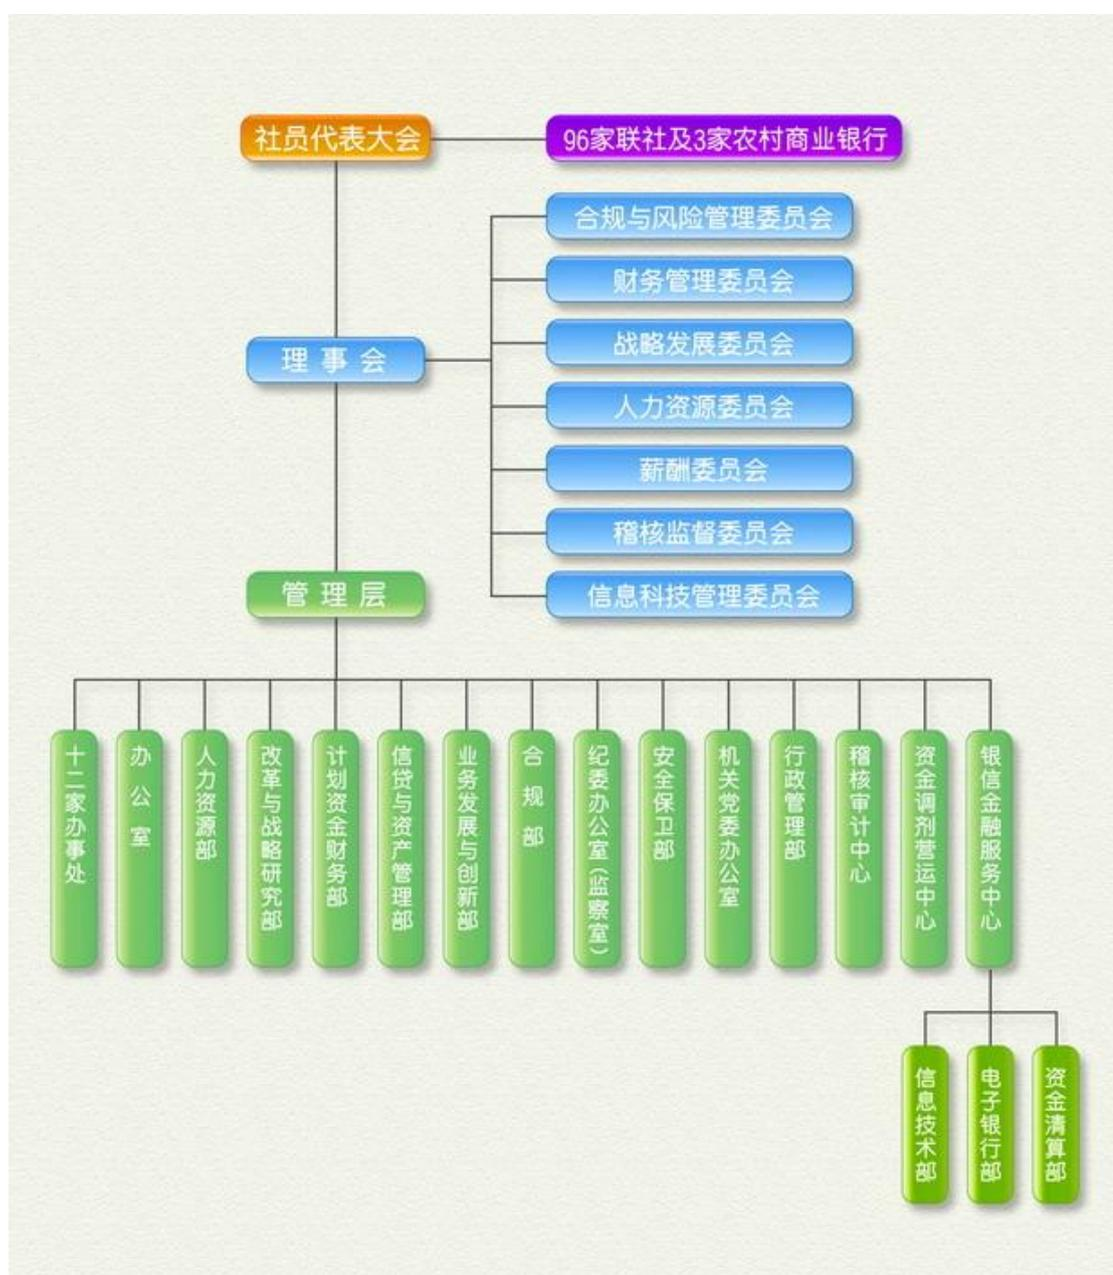 社员代表大会
96家联社及3家农村商业银行
合规与风险管理委员会
财务管理委员会
战略发展委员会
理事会
人力资源委员会
薪酬委员会
稽核监督委员会
管理层
信息科技管理委员会
十二家办事处
办公室
人力资源部
改革与战略研究部
计划资金财务部
信贷与资产管理部
业务发展与创新部
合规部
纪委办公室(监察室)
安全保卫部
机关党委办公室
行政管理部
稽核审计中心
资金调剂营运中心
银信金融服务中心
信息技术部
电子银行部
资金清算部